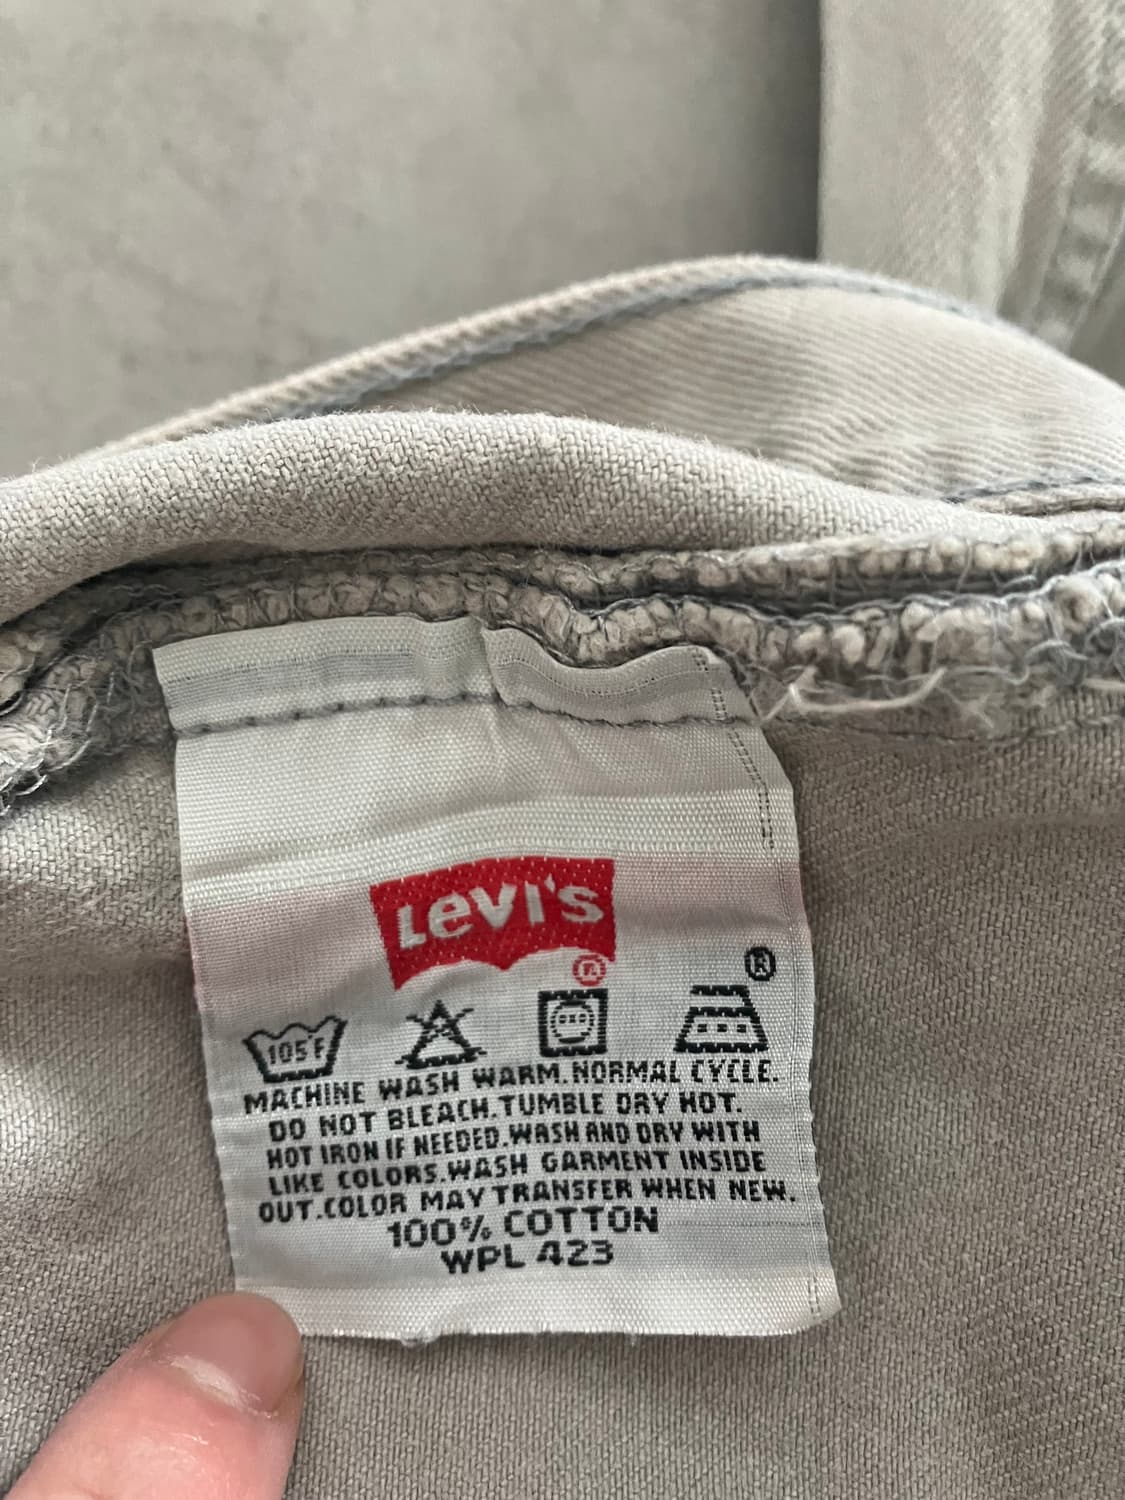 Levi's
®
®
105°F
MACHINE WASH WARM.NORMAL CYCLE.
DO NOT BLEACH.TUMBLE DRY HOT.
HOT IRON IF NEEDED.WASH AND DRY WITH
LIKE COLORS.WASH GARMENT INSIDE
OUT.COLOR MAY TRANSFER WHEN NEW.
100% COTTON
WPL 423